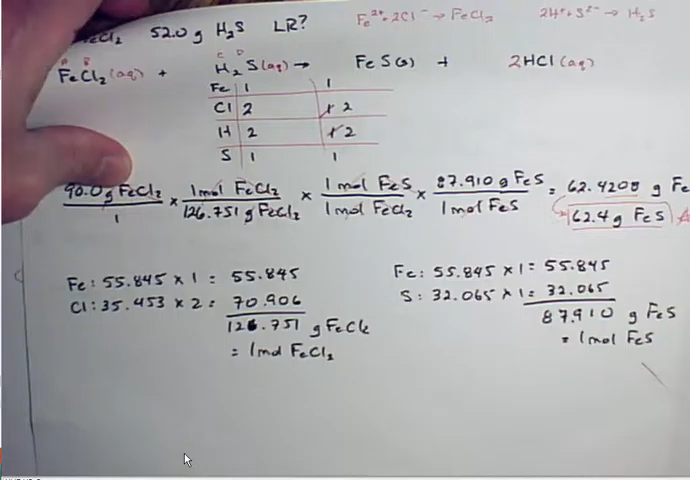 FeCl₂ 52.0 g H₂S LR? Fe²⁺ + 2Cl⁻ → FeCl₂ 2H⁺ + S²⁻ → H₂S
A B C D
FeCl₂ (aq) + H₂S (aq) → FeS (s) + 2HCl (aq)
Fe 1 1
Cl 2 1 2
H 2 1 2
S 1 1
90.0 g FeCl₂ / 1 × 1 mol FeCl₂ / 126.751 g FeCl₂ × 1 mol FeS / 1 mol FeCl₂ × 87.910 g FeS / 1 mol FeS = 62.4208 g Fe
62.4 g FeS
Fe: 55.845 × 1 = 55.845
Cl: 35.453 × 2 = 70.906
126.751 g FeCl₂
= 1 mol FeCl₂
Fe: 55.845 × 1 = 55.845
S: 32.065 × 1 = 32.065
87.910 g FeS
= 1 mol FeS